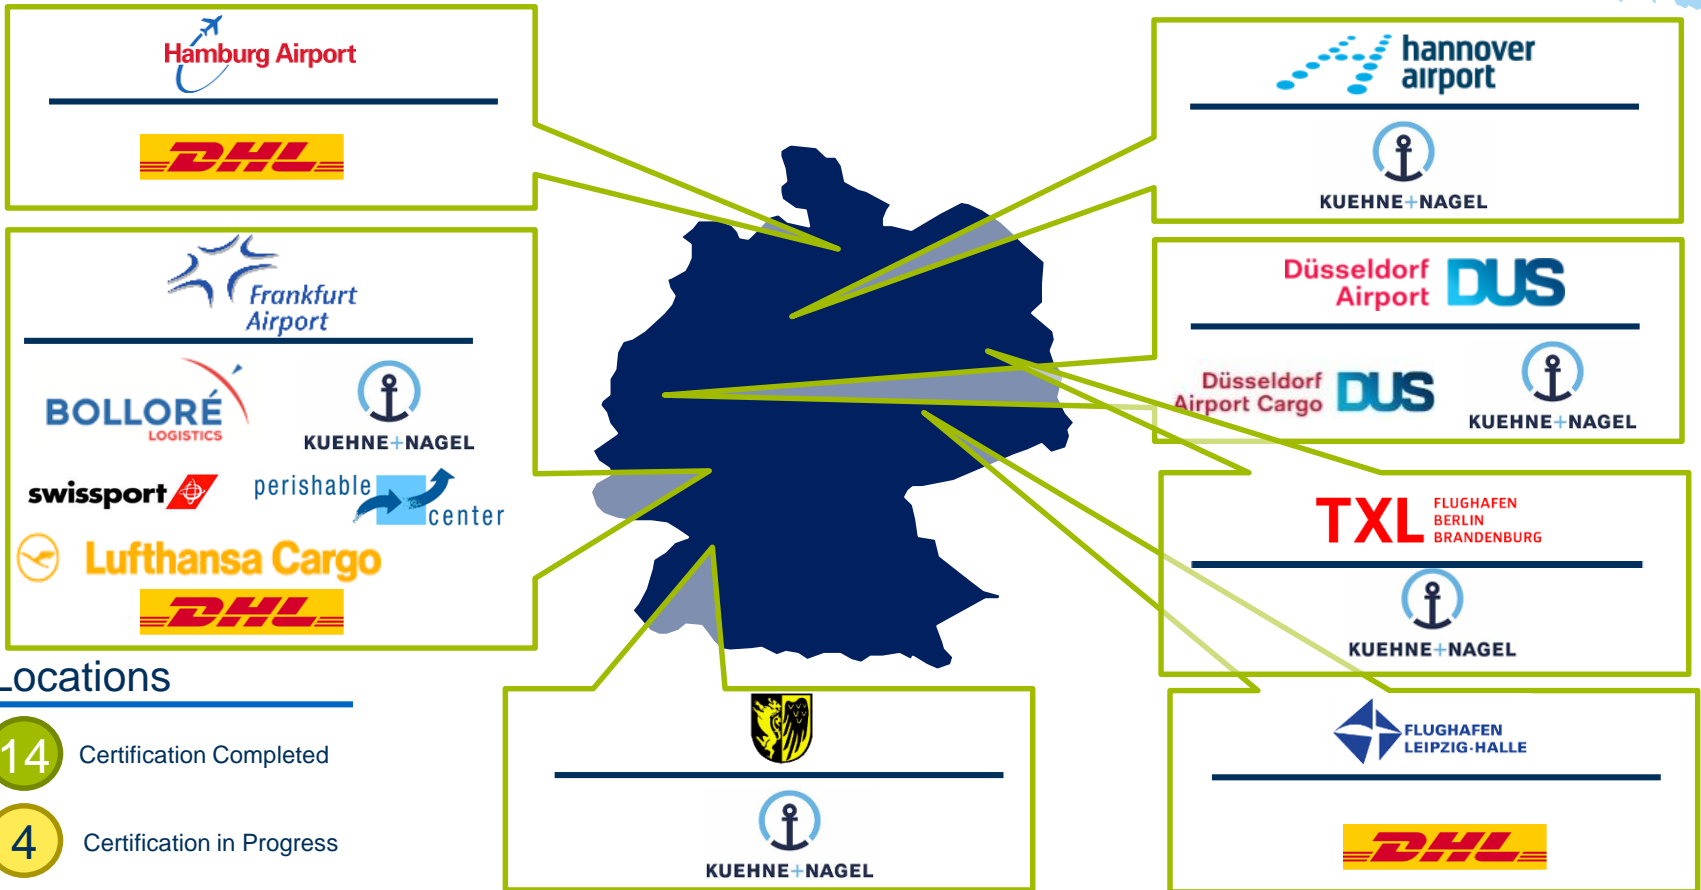 Hamburg Airport
DHL
hannover
airport
KUEHNE+NAGEL
Frankfurt
Airport
BOLLORÉ
LOGISTICS
KUEHNE+NAGEL
swissport
perishable
center
Lufthansa Cargo
DHL
Düsseldorf
Airport
DUS
Düsseldorf
Airport Cargo
DUS
KUEHNE+NAGEL
TXL
FLUGHAFEN
BERLIN
BRANDENBURG
KUEHNE+NAGEL
Locations
14 Certification Completed
4 Certification in Progress
KUEHNE+NAGEL
FLUGHAFEN
LEIPZIG-HALLE
DHL